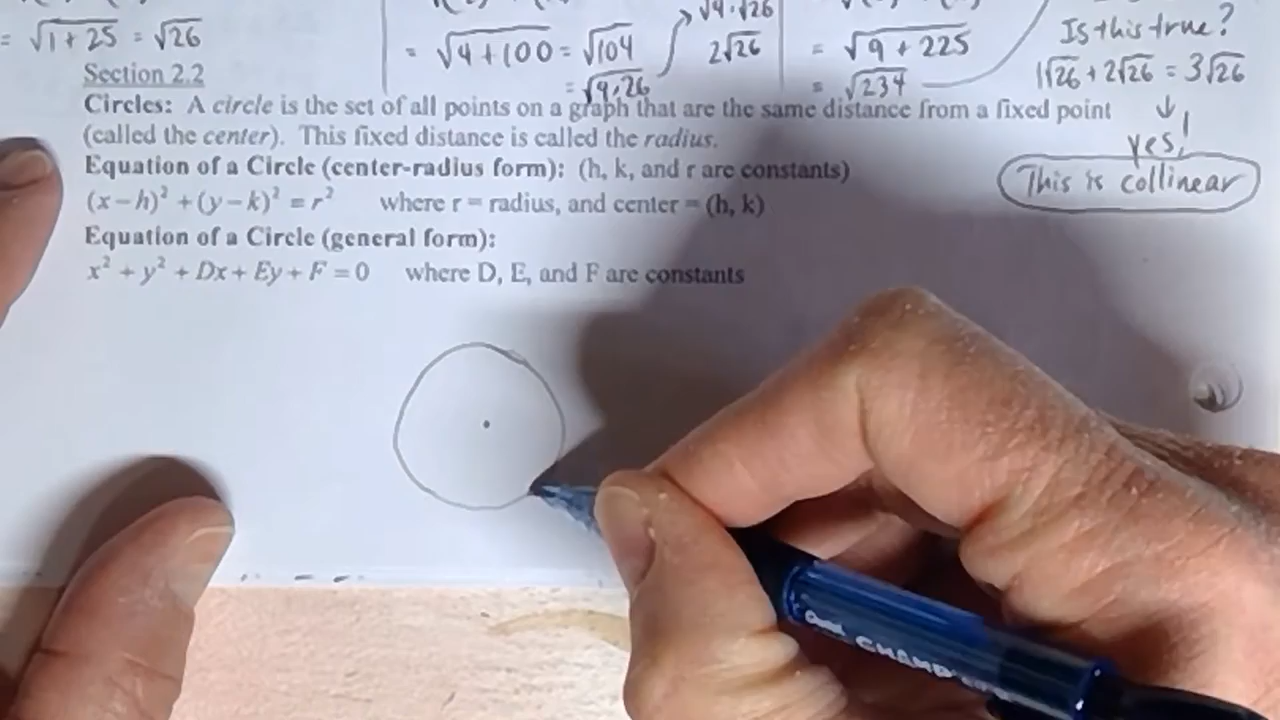 = √1+25 = √26
= √4+100 = √104
= √9·26
√4·√26
2√26
= √9+225
= √234
Is this true?
1√26 + 2√26 = 3√26
yes!
This is collinear
Section 2.2
Circles: A circle is the set of all points on a graph that are the same distance from a fixed point
(called the center). This fixed distance is called the radius.
Equation of a Circle (center-radius form): (h, k, and r are constants)
(x−h)² + (y−k)² = r² where r = radius, and center = (h, k)
Equation of a Circle (general form):
x² + y² + Dx + Ey + F = 0 where D, E, and F are constants